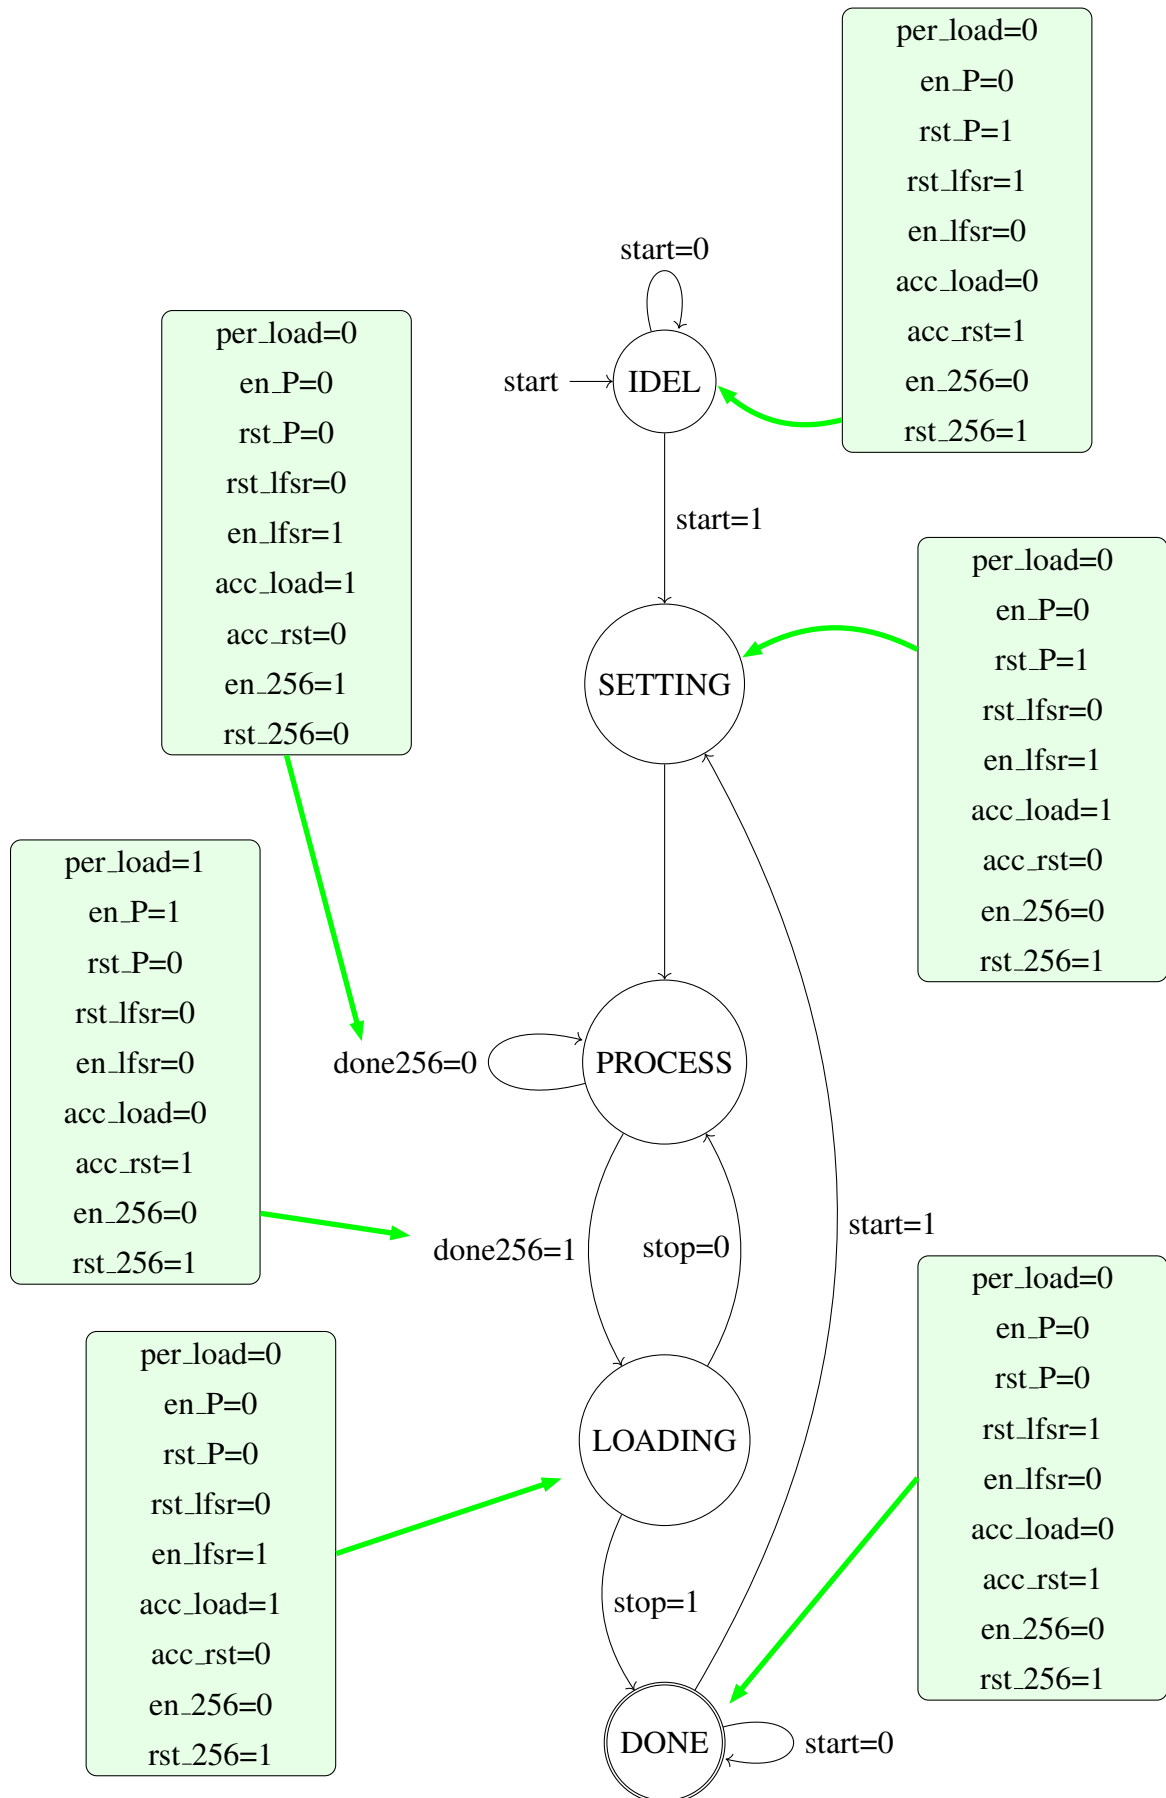 per_load=0
en_P=0
rst_P=1
rst_lfsr=1
en_lfsr=0
acc_load=0
acc_rst=1
en_256=0
rst_256=1
start=0
start
IDEL
start=1
per_load=0
en_P=0
rst_P=0
rst_lfsr=0
en_lfsr=1
acc_load=1
acc_rst=0
en_256=1
rst_256=0
per_load=0
en_P=0
rst_P=1
rst_lfsr=0
en_lfsr=1
acc_load=1
acc_rst=0
en_256=0
rst_256=1
SETTING
per_load=1
en_P=1
rst_P=0
rst_lfsr=0
en_lfsr=0
acc_load=0
acc_rst=1
en_256=0
rst_256=1
done256=0
PROCESS
done256=1
stop=0
start=1
per_load=0
en_P=0
rst_P=0
rst_lfsr=1
en_lfsr=0
acc_load=0
acc_rst=1
en_256=0
rst_256=1
per_load=0
en_P=0
rst_P=0
rst_lfsr=0
en_lfsr=1
acc_load=1
acc_rst=0
en_256=0
rst_256=1
LOADING
stop=1
DONE
start=0